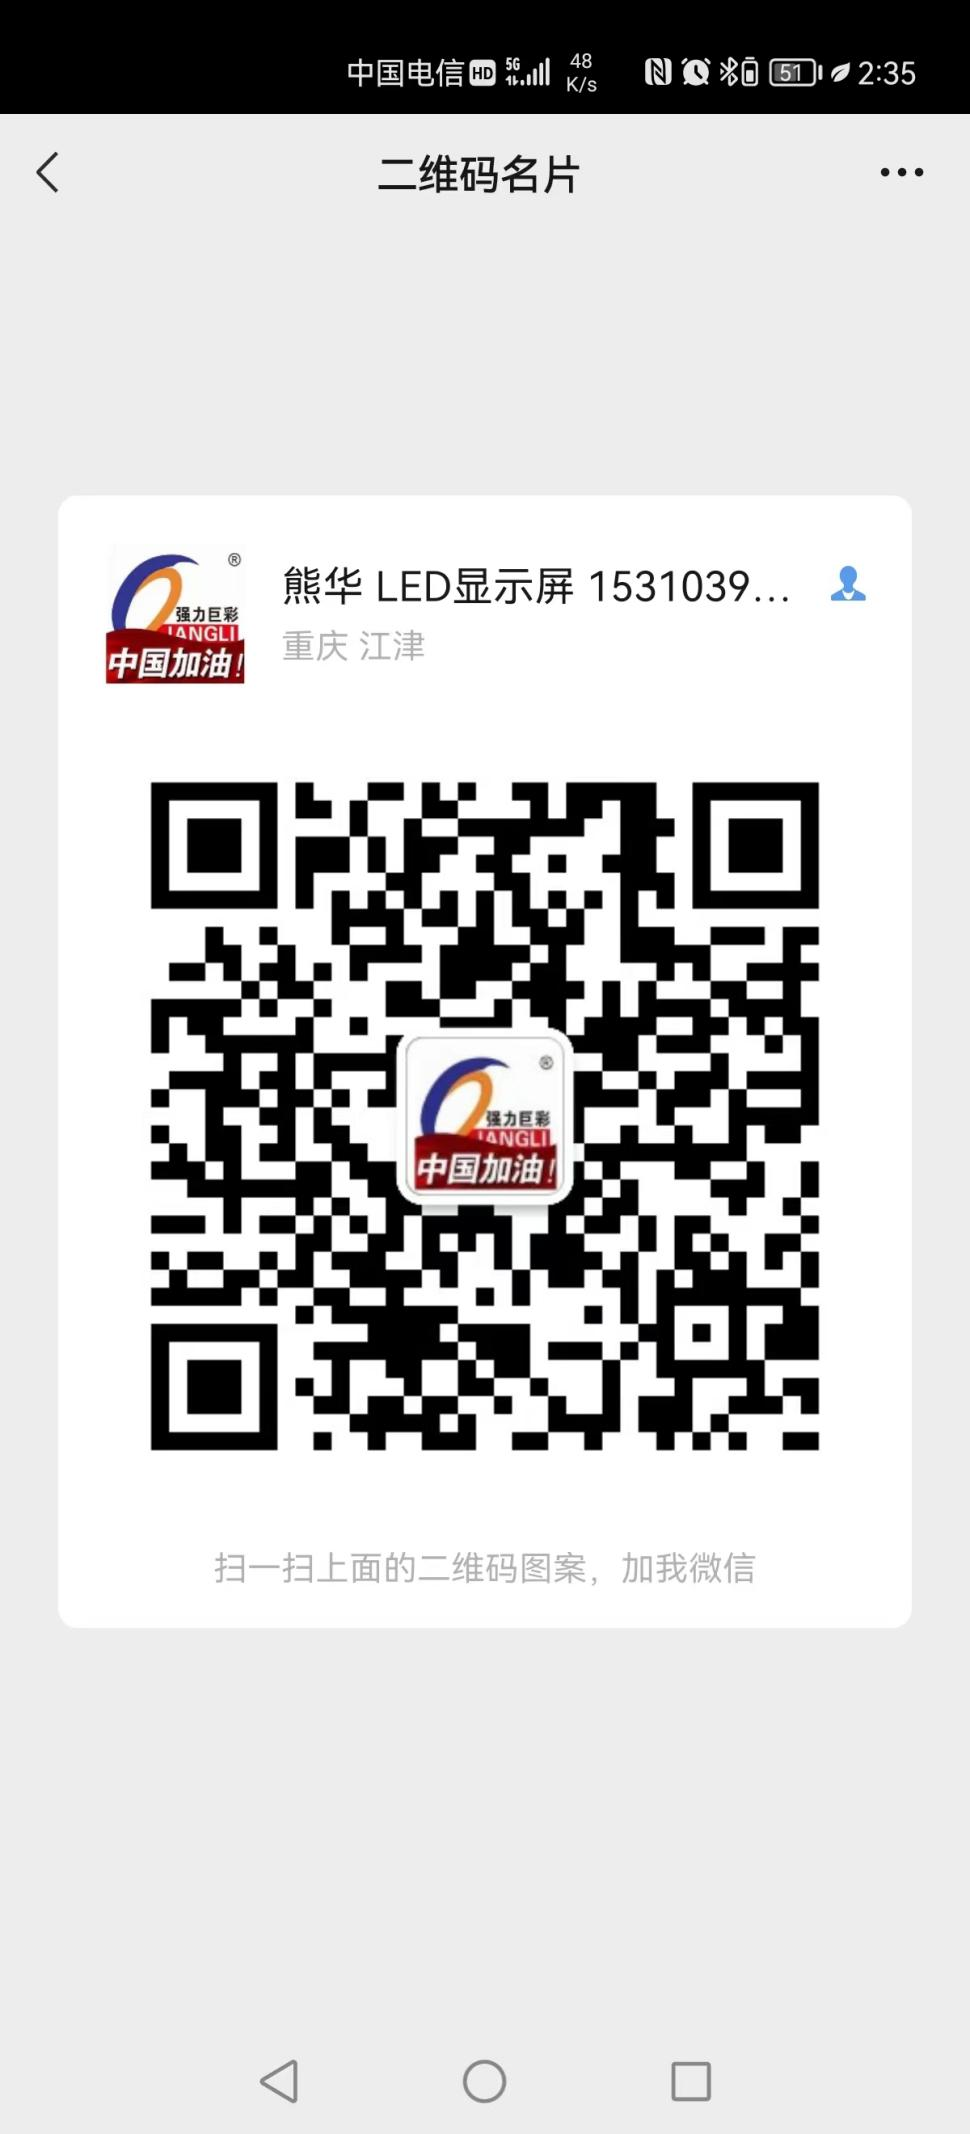 中国电信 HD 5G 48 K/s 51 2:35
二维码名片
强力巨彩
JANGLI
中国加油!
熊华 LED显示屏 1531039...
重庆 江津
强力巨彩
JANGLI
中国加油!
扫一扫上面的二维码图案，加我微信